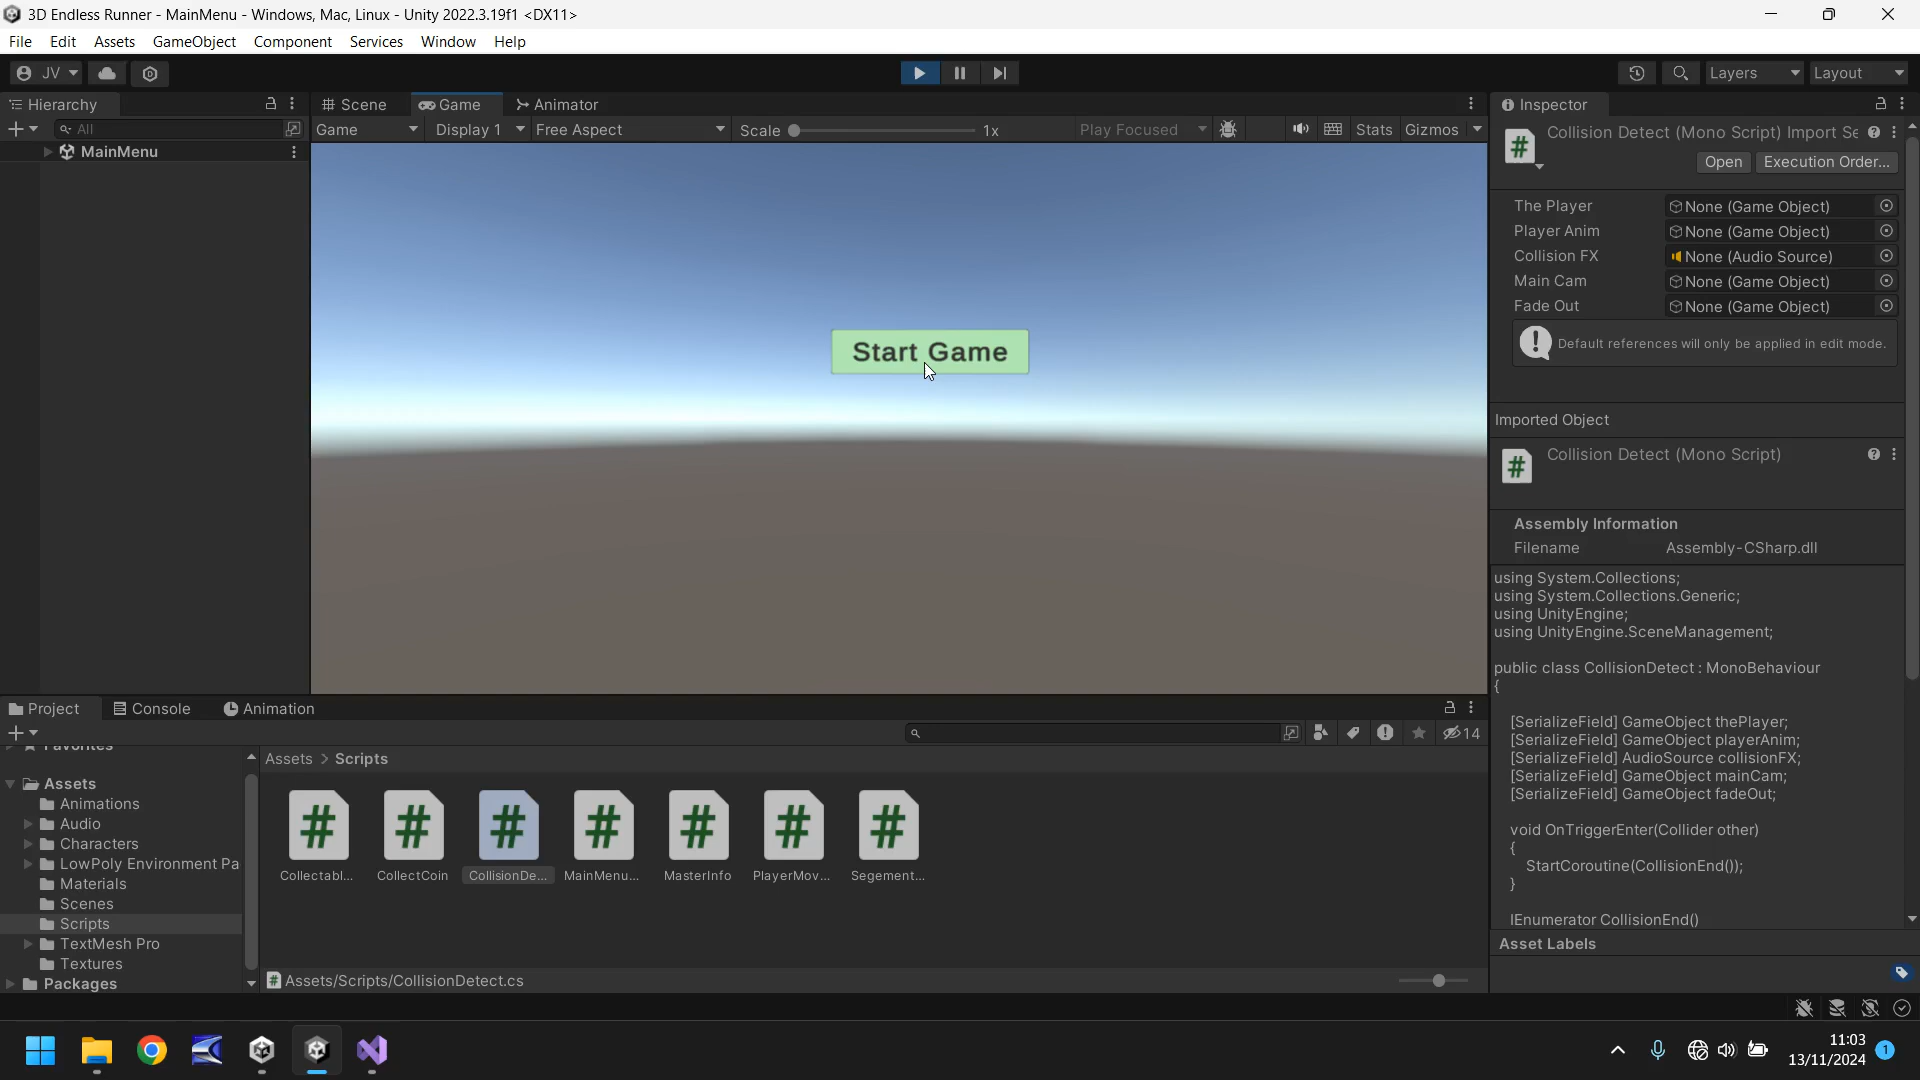 3D Endless Runner - MainMenu - Windows, Mac, Linux - Unity 2022.3.19f1 <DX11>
File Edit Assets GameObject Component Services Window Help
JV Layers Layout
Hierarchy Scene Game Animator Inspector
All Game Display 1 Free Aspect Scale 1x Play Focused Stats Gizmos
MainMenu
Collision Detect (Mono Script) Import Se
Open Execution Order...
The Player None (Game Object)
Player Anim None (Game Object)
Collision FX None (Audio Source)
Main Cam None (Game Object)
Fade Out None (Game Object)
Default references will only be applied in edit mode.
Start Game
Imported Object
Collision Detect (Mono Script)
Assembly Information
Filename Assembly-CSharp.dll
using System.Collections;
using System.Collections.Generic;
using UnityEngine;
using UnityEngine.SceneManagement;
public class CollisionDetect : MonoBehaviour
{
[SerializeField] GameObject thePlayer;
[SerializeField] GameObject playerAnim;
[SerializeField] AudioSource collisionFX;
[SerializeField] GameObject mainCam;
[SerializeField] GameObject fadeOut;
void OnTriggerEnter(Collider other)
{
StartCoroutine(CollisionEnd());
}
IEnumerator CollisionEnd()
Asset Labels
Project Console Animation
14
Favorites
Assets
Animations
Audio
Characters
LowPoly Environment Pa
Materials
Scenes
Scripts
TextMesh Pro
Textures
Packages
Assets > Scripts
Collectabl... CollectCoin CollisionDe... MainMenu... MasterInfo PlayerMov... Segement...
Assets/Scripts/CollisionDetect.cs
11:03
13/11/2024 1